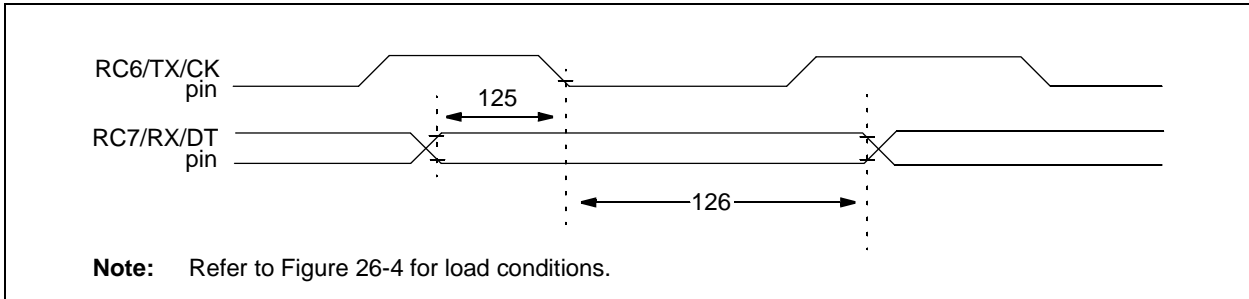 RC6/TX/CK
pin
125
RC7/RX/DT
pin
126
Note: Refer to Figure 26-4 for load conditions.